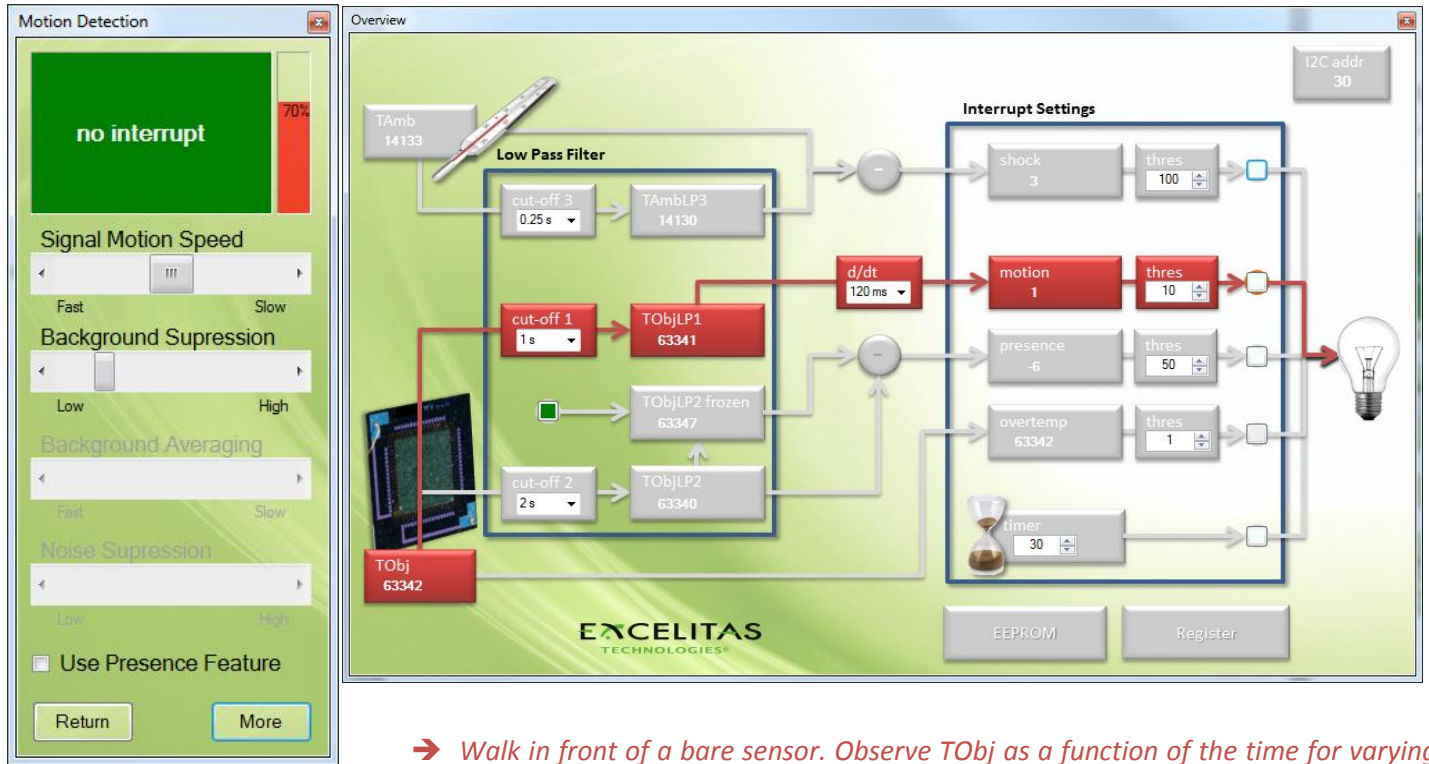 Motion Detection
no interrupt
70%
Signal Motion Speed
Fast Slow
Background Supression
Low High
Background Averaging
Fast Slow
Noise Supression
Low High
Use Presence Feature
Return More
Overview
I2C addr
30
TAmb
14133
Interrupt Settings
Low Pass Filter
shock
3
thres
100
cut-off 3
0.25 s
TAmbLP3
14130
-
d/dt
120 ms
motion
1
thres
10
cut-off 1
1 s
TObjLP1
63341
presence
-6
thres
50
-
TObjLP2 frozen
63347
overtemp
63342
thres
1
cut-off 2
2 s
TObjLP2
63340
timer
30
TObj
63342
EXCELITAS
TECHNOLOGIES®
EEPROM
Register
➔ Walk in front of a bare sensor. Observe TObj as a function of the time for varying